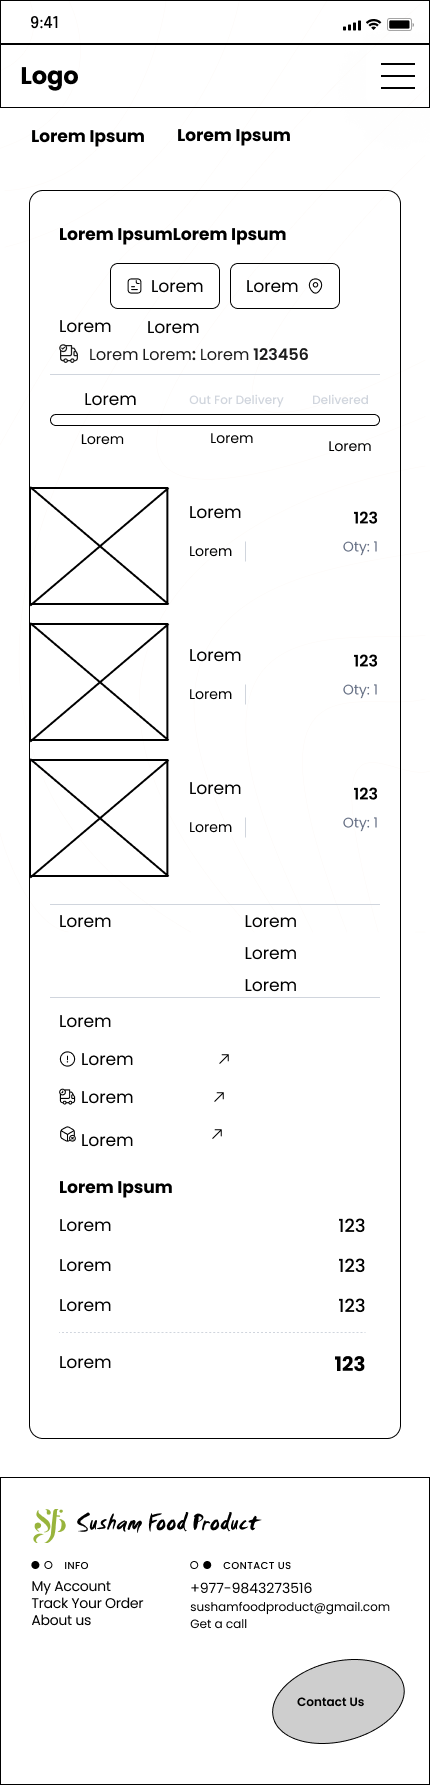 9:41
Logo
Lorem Ipsum Lorem Ipsum
Lorem IpsumLorem Ipsum
Lorem Lorem
Lorem Lorem
Lorem Lorem: Lorem 123456
Lorem Out For Delivery Delivered
Lorem Lorem Lorem
Lorem 123
Lorem Qty: 1
Lorem 123
Lorem Qty: 1
Lorem 123
Lorem Qty: 1
Lorem Lorem
Lorem
Lorem
Lorem
Lorem
Lorem
Lorem
Lorem Ipsum
Lorem 123
Lorem 123
Lorem 123
Lorem 123
Susham Food Product
INFO
My Account
Track Your Order
About us
CONTACT US
+977-9843273516
sushamfoodproduct@gmail.com
Get a call
Contact Us